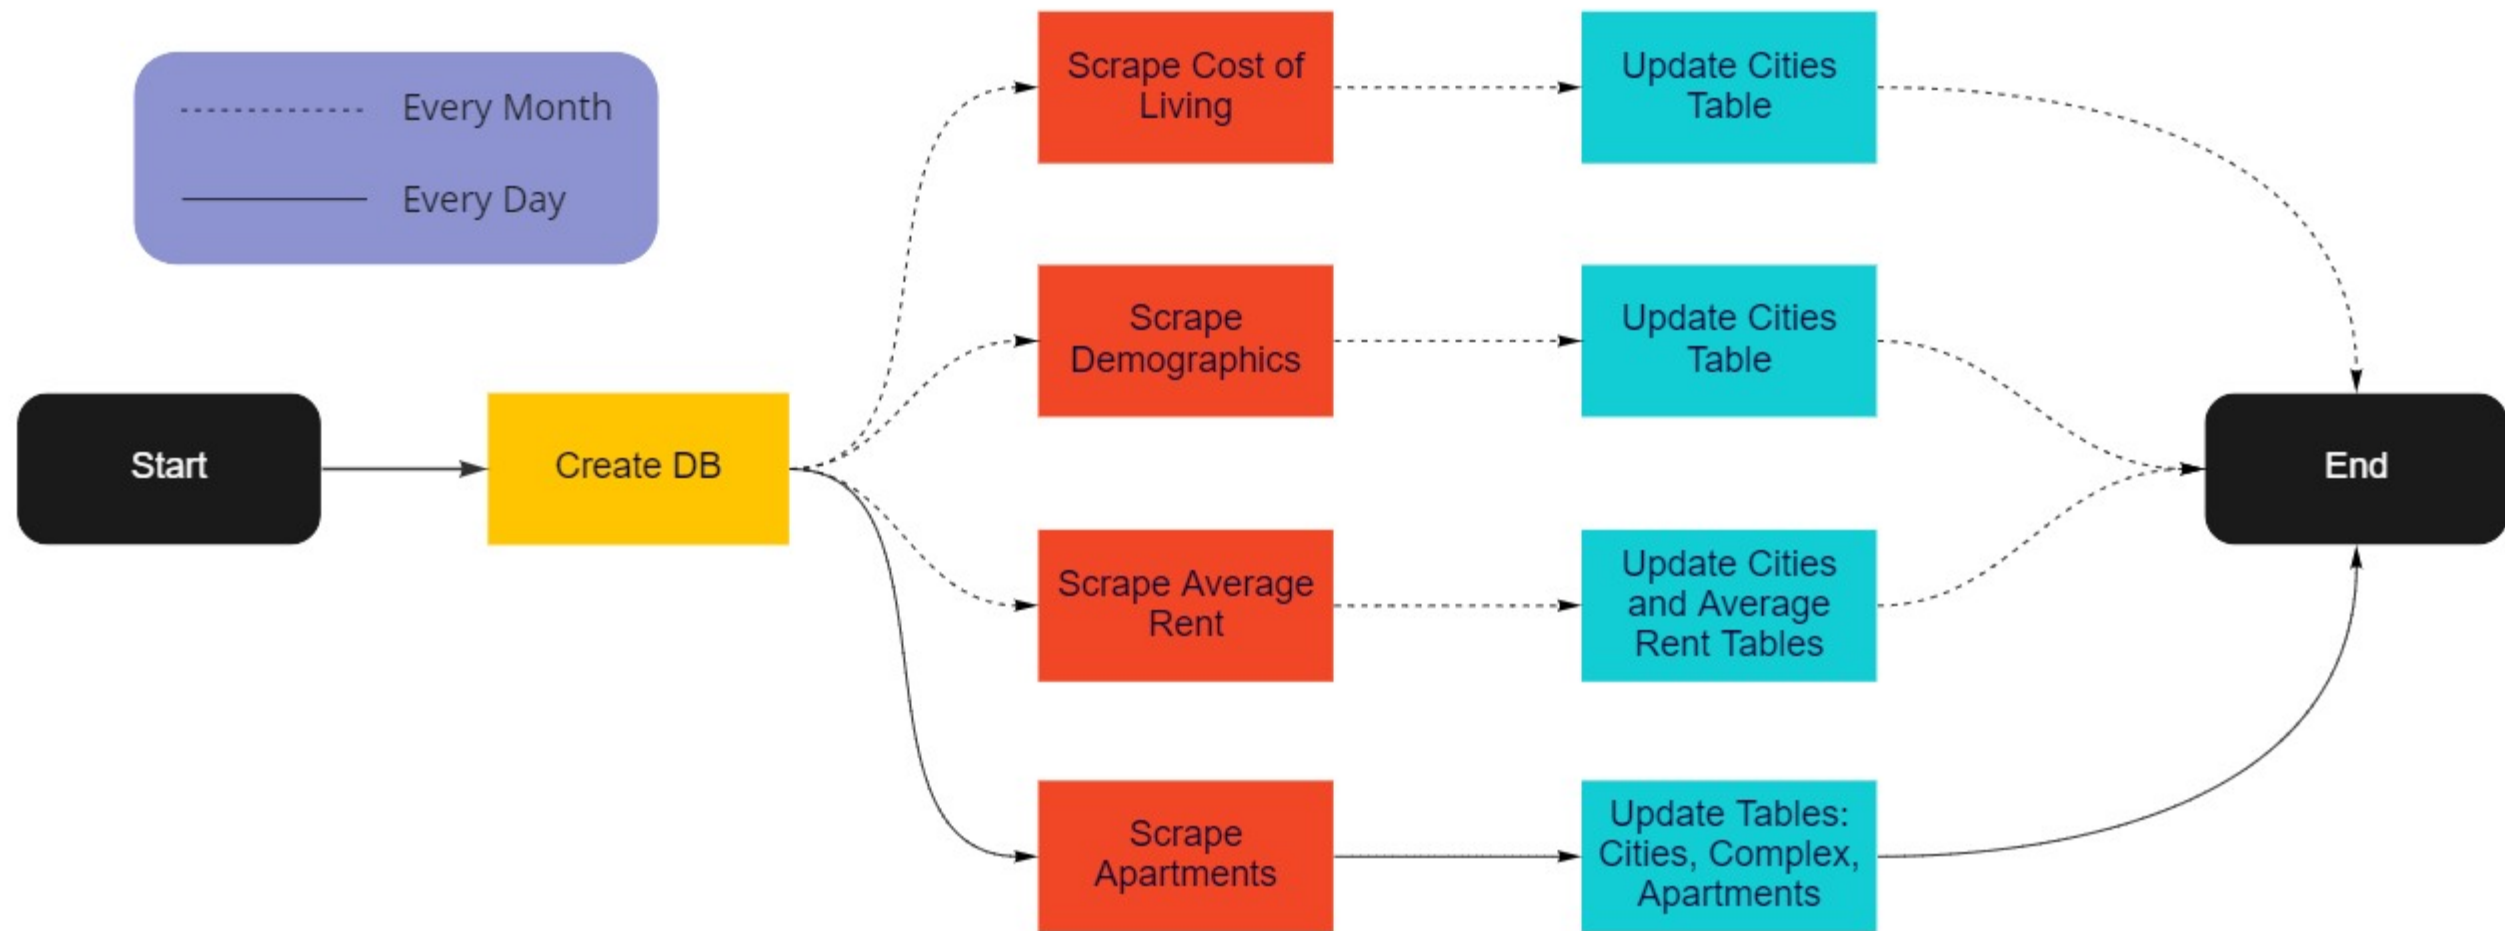 Every Month
Every Day
Start
Create DB
Scrape Cost of
Living
Update Cities
Table
Scrape
Demographics
Update Cities
Table
Scrape Average
Rent
Update Cities
and Average
Rent Tables
Scrape
Apartments
Update Tables:
Cities, Complex,
Apartments
End